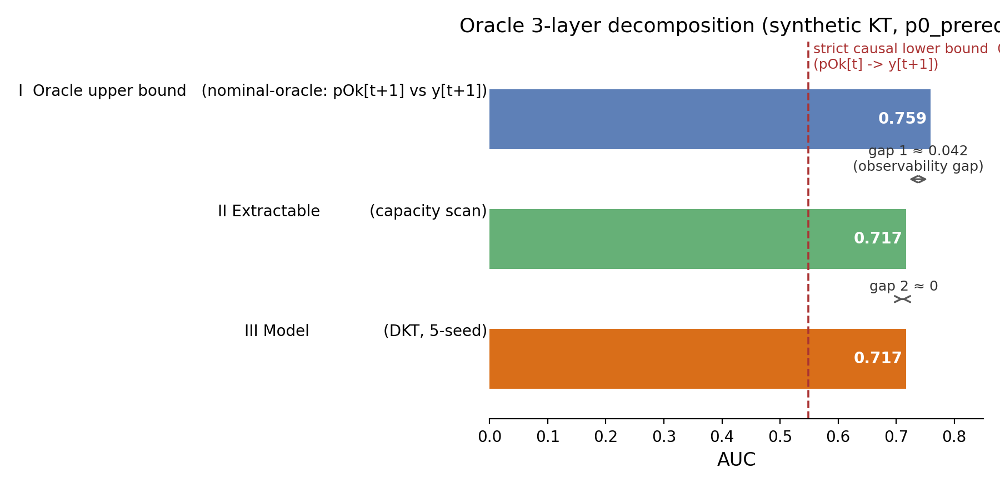 Oracle 3-layer decomposition (synthetic KT, p0_prereq
strict causal lower bound 0
(pOk[t] -> y[t+1])
I Oracle upper bound (nominal-oracle: pOk[t+1] vs y[t+1])
0.759
gap 1 ≈ 0.042
(observability gap)
II Extractable (capacity scan)
0.717
gap 2 ≈ 0
III Model (DKT, 5-seed)
0.717
0.0 0.1 0.2 0.3 0.4 0.5 0.6 0.7 0.8
AUC